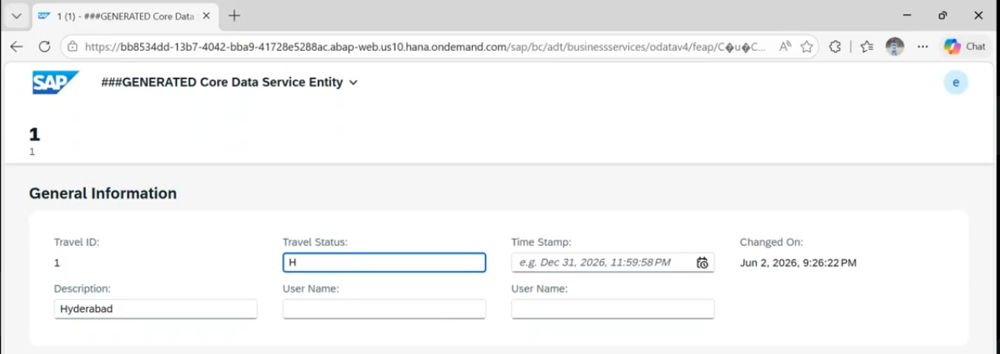 1 (1) - ###GENERATED Core Data
https://bb8534dd-13b7-4042-bba9-41728e5288ac.abap-web.us10.hana.ondemand.com/sap/bc/adt/businessservices/odatav4/feap/C�u�C...
Chat
SAP
###GENERATED Core Data Service Entity
e
1
1
General Information
Travel ID:
1
Travel Status:
H
Time Stamp:
e.g. Dec 31, 2026, 11:59:58 PM
Changed On:
Jun 2, 2026, 9:26:22 PM
Description:
Hyderabad
User Name:
User Name: